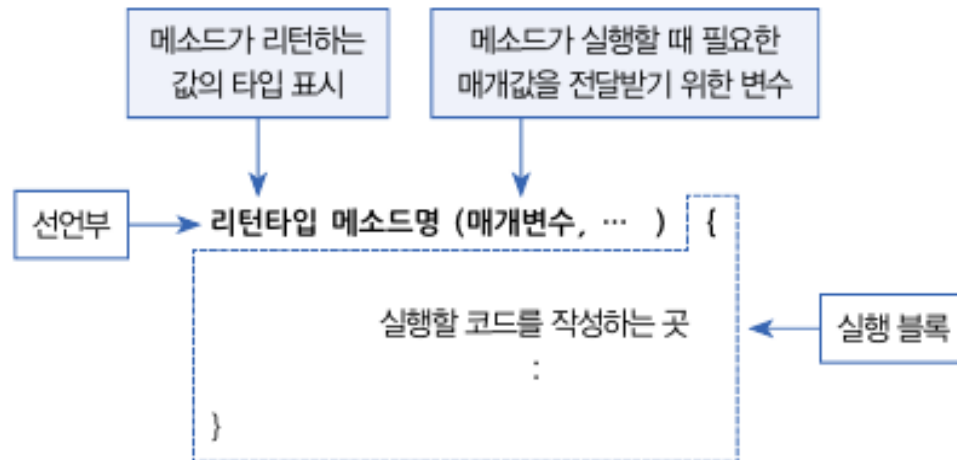 메소드가 리턴하는
값의 타입 표시
메소드가 실행할 때 필요한
매개값을 전달받기 위한 변수
선언부
리턴타입 메소드명 (매개변수, … ) {
실행할 코드를 작성하는 곳
:
실행 블록
}